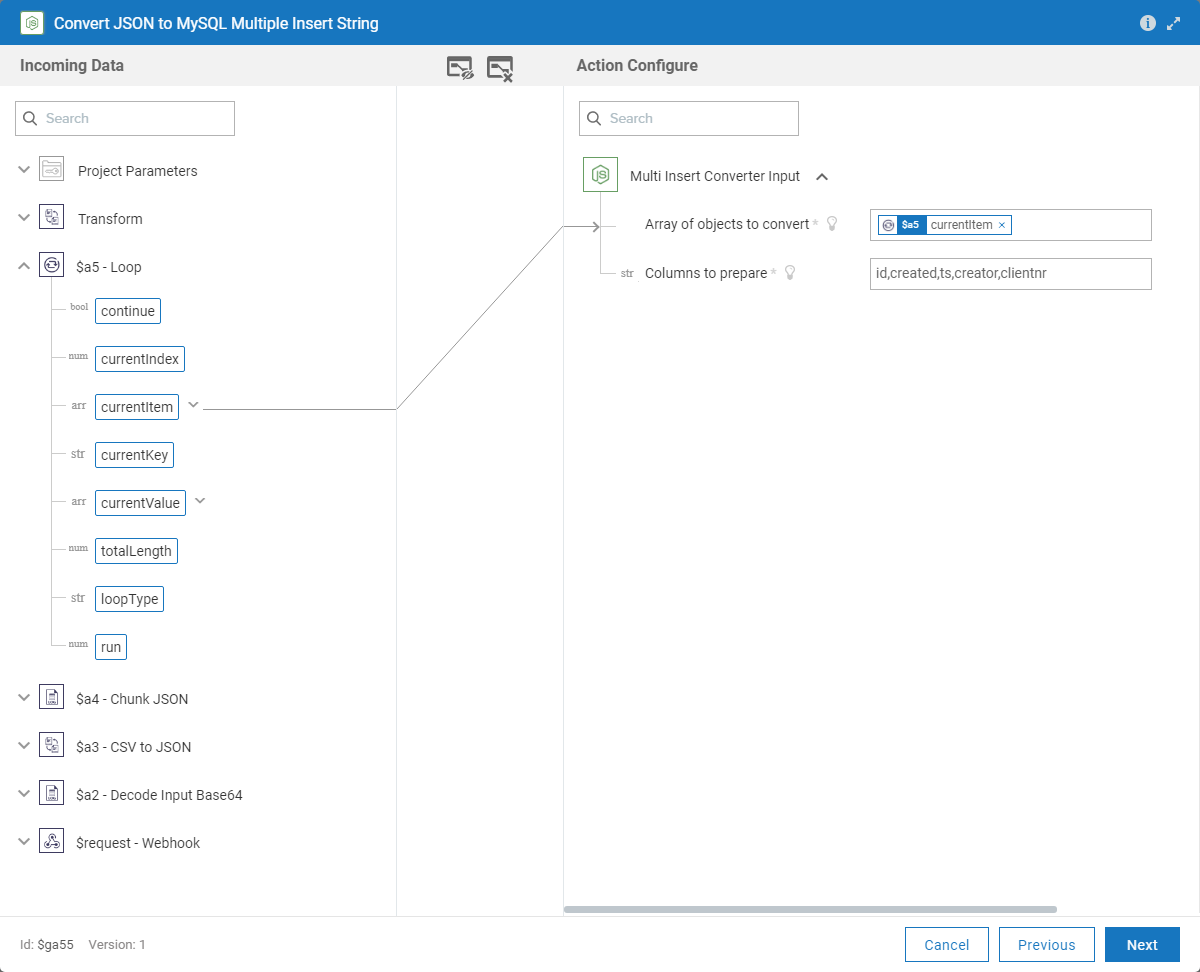 Convert JSON to MySQL Multiple Insert String
Incoming Data
Action Configure
Search
Search
Project Parameters
Transform
$a5 - Loop
bool continue
num currentIndex
arr currentItem
str currentKey
arr currentValue
num totalLength
str loopType
num run
$a4 - Chunk JSON
$a3 - CSV to JSON
$a2 - Decode Input Base64
$request - Webhook
JS Multi Insert Converter Input
Array of objects to convert * $a5 currentItem ×
str Columns to prepare * id,created,ts,creator,clientnr
Id: $ga55 Version: 1
Cancel Previous Next